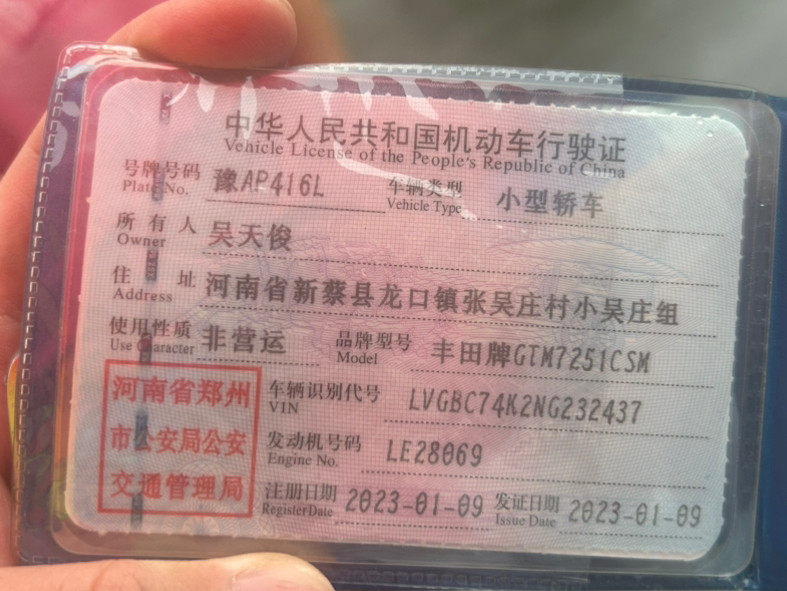 中华人民共和国机动车行驶证
Vehicle License of the People's Republic of China
号牌号码 豫AP416L 车辆类型 小型轿车
Plate No. Vehicle Type
所有人 吴天俊
Owner
住址 河南省新蔡县龙口镇张吴庄村小吴庄组
Address
使用性质 非营运 品牌型号 丰田牌GTM7251CSM
Use Character Model
河南省郑州 车辆识别代号 LVGBC74K2NG232437
VIN
市公安局公安 发动机号码 LE28069
Engine No.
交通管理局 注册日期 2023-01-09 发证日期 2023-01-09
Register Date Issue Date